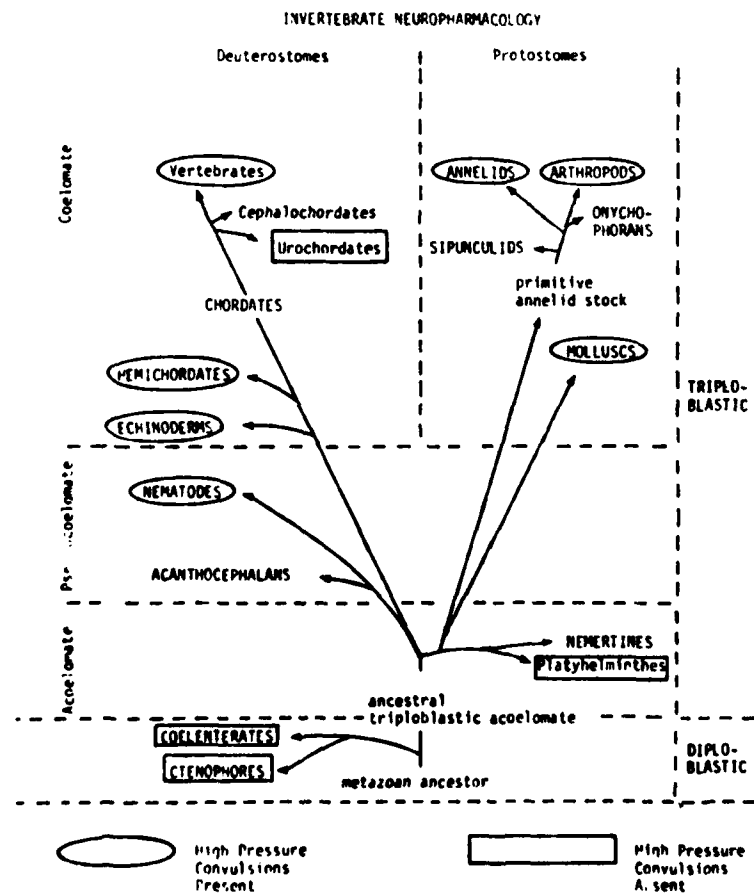 INVERTEBRATE NEUROPHARMACOLOGY
Deuterostomes
Protostomes
Coelomate
Vertebrates
ANNELIDS
ARTHROPODS
Cephalochordates
ONYCHO-
PHORANS
Urochordates
SIPUNCULIDS
CHORDATES
primitive
annelid stock
MOLLUSCS
HEMICHORDATES
TRIPLO-
BLASTIC
ECHINODERMS
NEMATODES
ACANTHOCEPHALANS
Acoelomate
NEMERTINES
Platyhelminthes
ancestral
triploblastic acoelomate
COELENTERATES
CTENOPHORES
DIPLO-
BLASTIC
metazoan ancestor
High Pressure
Convulsions
Present
High Pressure
Convulsions